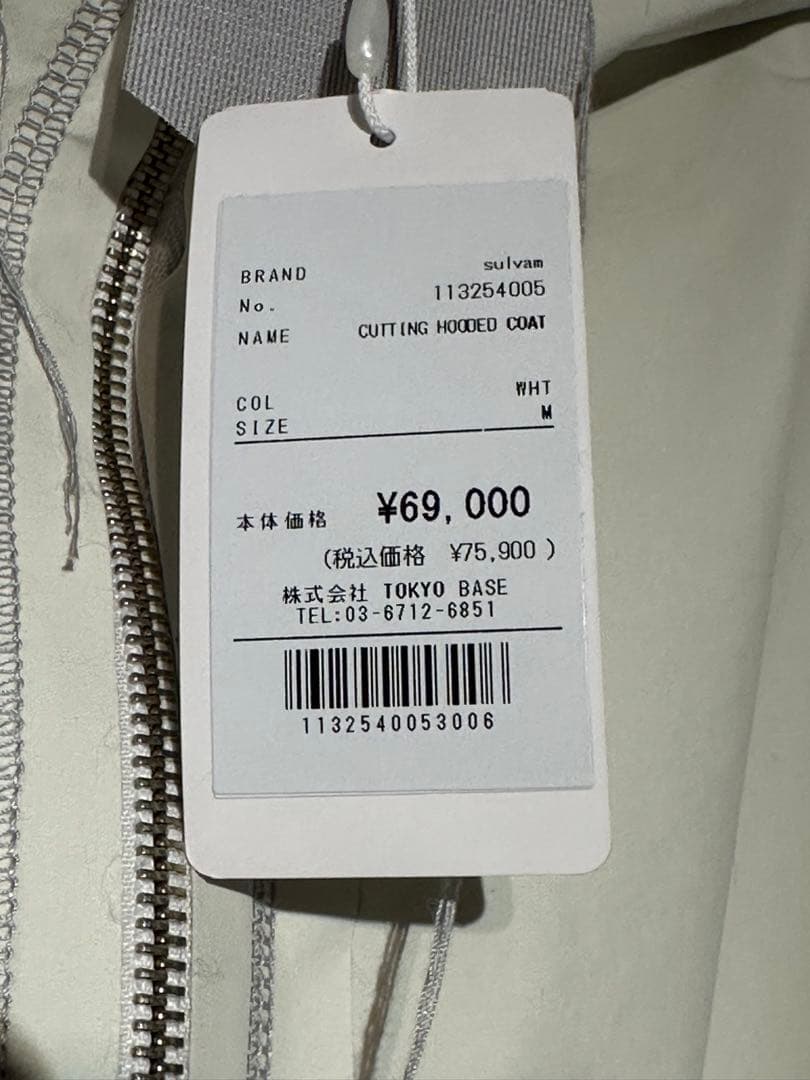 BRAND sulvam
No. 113254005
NAME CUTTING HOODED COAT
COL WHT
SIZE M
本体価格 ¥69,000
(税込価格 ¥75,900 )
株式会社 TOKYO BASE
TEL:03-6712-6851
1132540053006